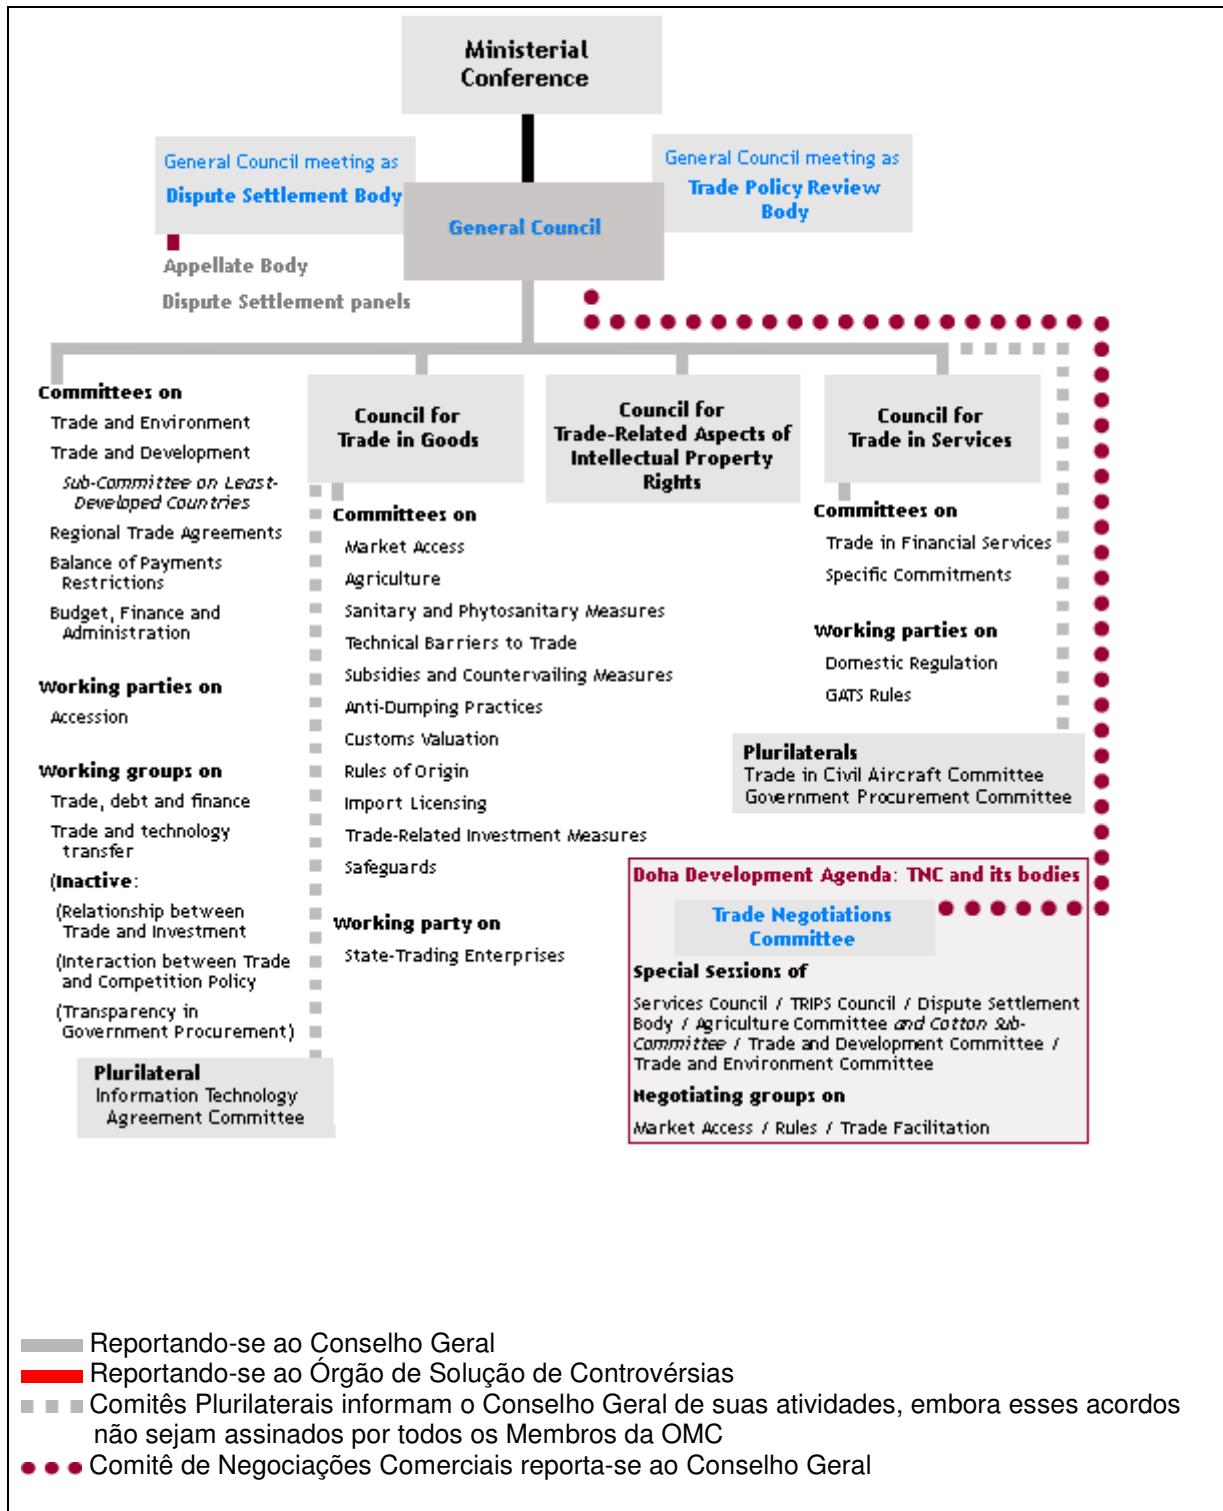 Ministerial
Conference
General Council meeting as
Dispute Settlement Body
General Council meeting as
Trade Policy Review
Body
General Council
Appellate Body
Dispute Settlement panels
Committees on
Trade and Environment
Trade and Development
Sub-Committee on Least-
Developed Countries
Regional Trade Agreements
Balance of Payments
Restrictions
Budget, Finance and
Administration
Working parties on
Accession
Working groups on
Trade, debt and finance
Trade and technology
transfer
(Inactive:
(Relationship between
Trade and Investment
(Interaction between Trade
and Competition Policy
(Transparency in
Government Procurement)
Plurilateral
Information Technology
Agreement Committee
Council for
Trade in Goods
Committees on
Market Access
Agriculture
Sanitary and Phytosanitary Measures
Technical Barriers to Trade
Subsidies and Countervailing Measures
Anti-Dumping Practices
Customs Valuation
Rules of Origin
Import Licensing
Trade-Related Investment Measures
Safeguards
Working party on
State-Trading Enterprises
Council for
Trade-Related Aspects of
Intellectual Property
Rights
Council for
Trade in Services
Committees on
Trade in Financial Services
Specific Commitments
Working parties on
Domestic Regulation
GATS Rules
Plurilaterals
Trade in Civil Aircraft Committee
Government Procurement Committee
Doha Development Agenda: TNC and its bodies
Trade Negotiations
Committee
Special Sessions of
Services Council / TRIPS Council / Dispute Settlement
Body / Agriculture Committee and Cotton Sub-
Committee / Trade and Development Committee /
Trade and Environment Committee
Negotiating groups on
Market Access / Rules / Trade Facilitation
Reportando-se ao Conselho Geral
Reportando-se ao Órgão de Solução de Controvérsias
Comitês Plurilaterais informam o Conselho Geral de suas atividades, embora esses acordos
não sejam assinados por todos os Membros da OMC
Comitê de Negociações Comerciais reporta-se ao Conselho Geral